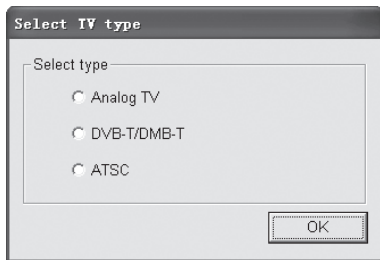 Select TV type
Select type
Analog TV
DVB-T/DMB-T
ATSC
OK